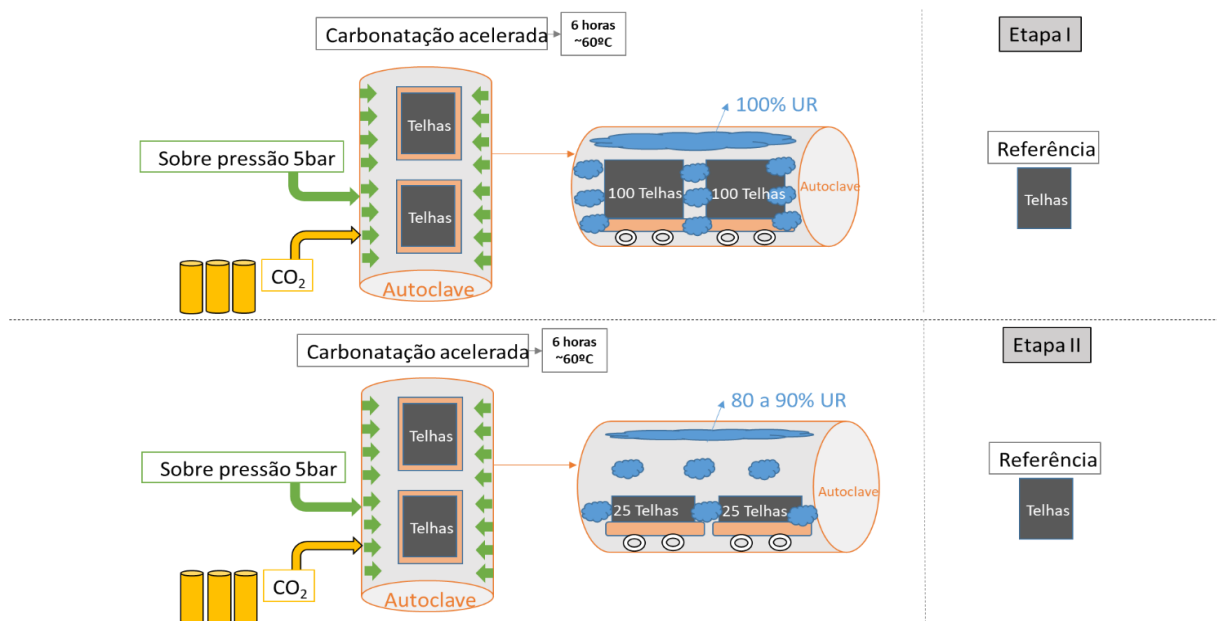 Carbonatação acelerada
6 horas
~60ºC
Etapa I
Telhas
100% UR
Sobre pressão 5bar
Referência
100 Telhas
100 Telhas
Autoclave
Telhas
Telhas
CO₂
Autoclave
Carbonatação acelerada
6 horas
~60ºC
Etapa II
80 a 90% UR
Telhas
Sobre pressão 5bar
Referência
Autoclave
25 Telhas
25 Telhas
Telhas
Telhas
CO₂
Autoclave